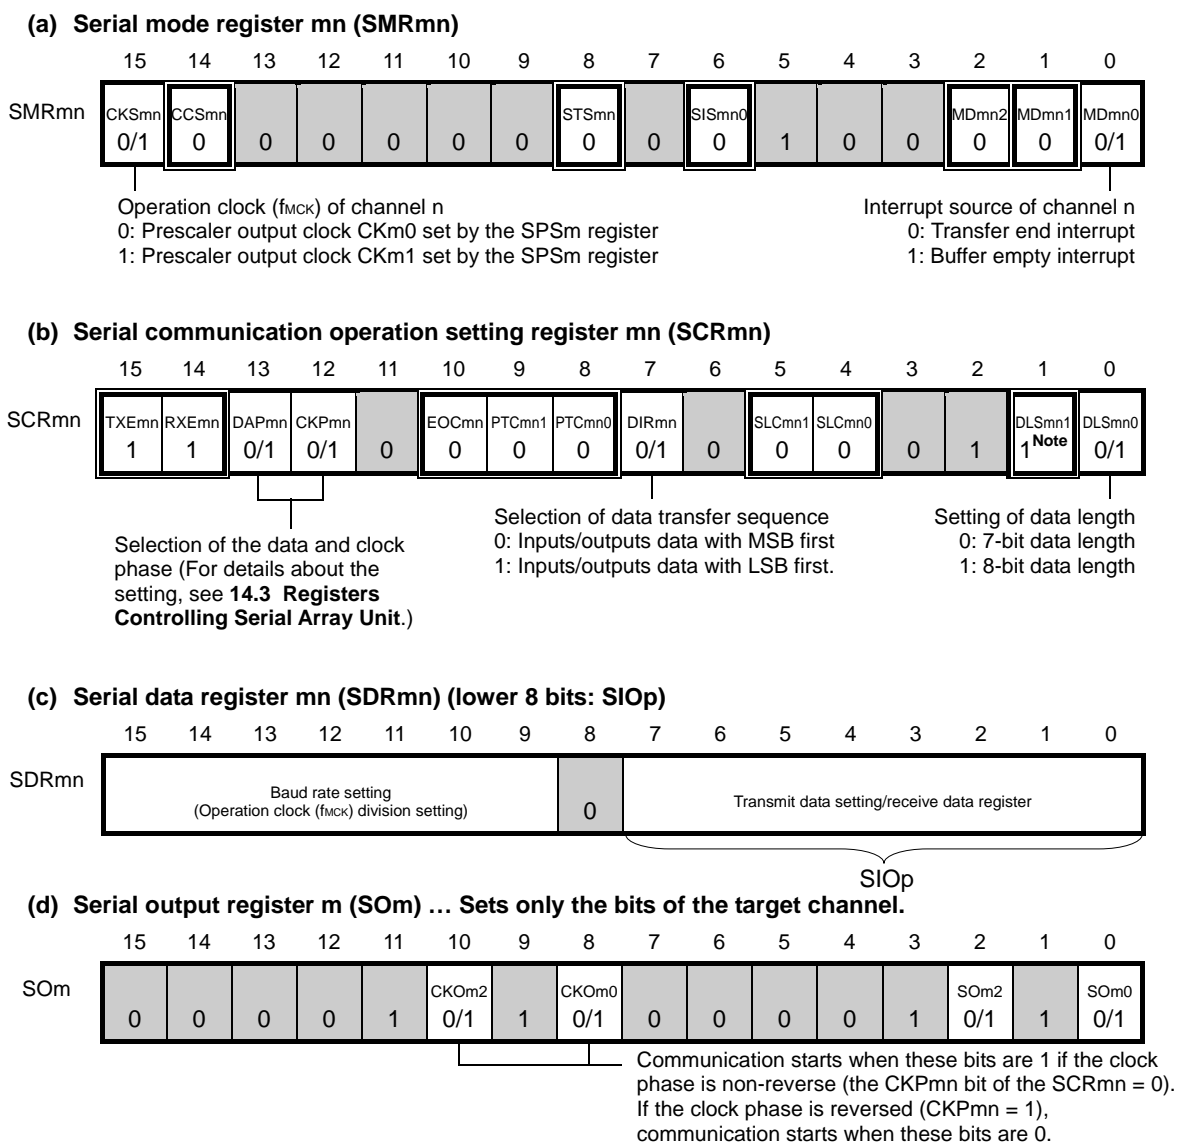 (a) Serial mode register mn (SMRmn)
15 14 13 12 11 10 9 8 7 6 5 4 3 2 1 0
SMRmn
CKSmn CCSmn STSmn SISmn0 MDmn2 MDmn1 MDmn0
0/1 0 0 0 0 0 0 0 0 0 1 0 0 0 0 0/1
Operation clock (fMCK) of channel n
0: Prescaler output clock CKm0 set by the SPSm register
1: Prescaler output clock CKm1 set by the SPSm register
Interrupt source of channel n
0: Transfer end interrupt
1: Buffer empty interrupt
(b) Serial communication operation setting register mn (SCRmn)
15 14 13 12 11 10 9 8 7 6 5 4 3 2 1 0
SCRmn
TXEmn RXEmn DAPmn CKPmn EOCmn PTCmn1 PTCmn0 DIRmn SLCmn1 SLCmn0 DLSmn1 DLSmn0
1 1 0/1 0/1 0 0 0 0 0/1 0 0 0 0 1 1Note 0/1
Selection of the data and clock
phase (For details about the
setting, see 14.3 Registers
Controlling Serial Array Unit.)
Selection of data transfer sequence
0: Inputs/outputs data with MSB first
1: Inputs/outputs data with LSB first.
Setting of data length
0: 7-bit data length
1: 8-bit data length
(c) Serial data register mn (SDRmn) (lower 8 bits: SIOp)
15 14 13 12 11 10 9 8 7 6 5 4 3 2 1 0
SDRmn
Baud rate setting
(Operation clock (fMCK) division setting)
0
Transmit data setting/receive data register
SIOp
(d) Serial output register m (SOm) … Sets only the bits of the target channel.
15 14 13 12 11 10 9 8 7 6 5 4 3 2 1 0
SOm
CKOm2 CKOm0 SOm2 SOm0
0 0 0 0 1 0/1 1 0/1 0 0 0 0 1 0/1 1 0/1
Communication starts when these bits are 1 if the clock
phase is non-reverse (the CKPmn bit of the SCRmn = 0).
If the clock phase is reversed (CKPmn = 1),
communication starts when these bits are 0.